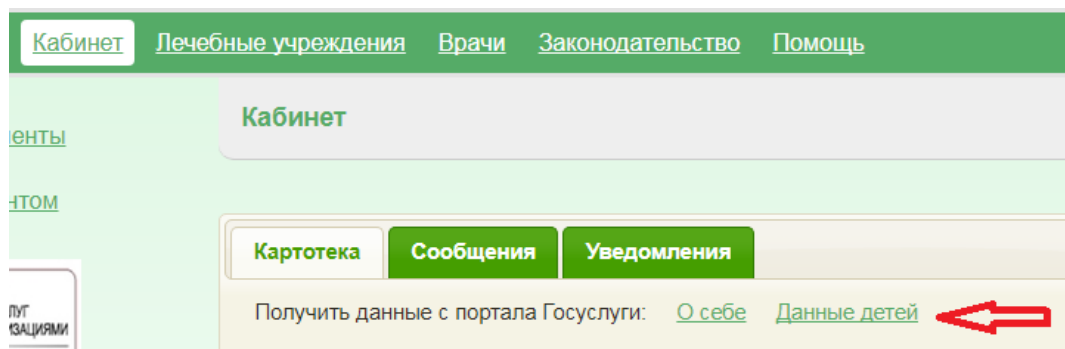 Кабинет Лечебные учреждения Врачи Законодательство Помощь
Кабинет
Картотека Сообщения Уведомления
Получить данные с портала Госуслуги: О себе Данные детей